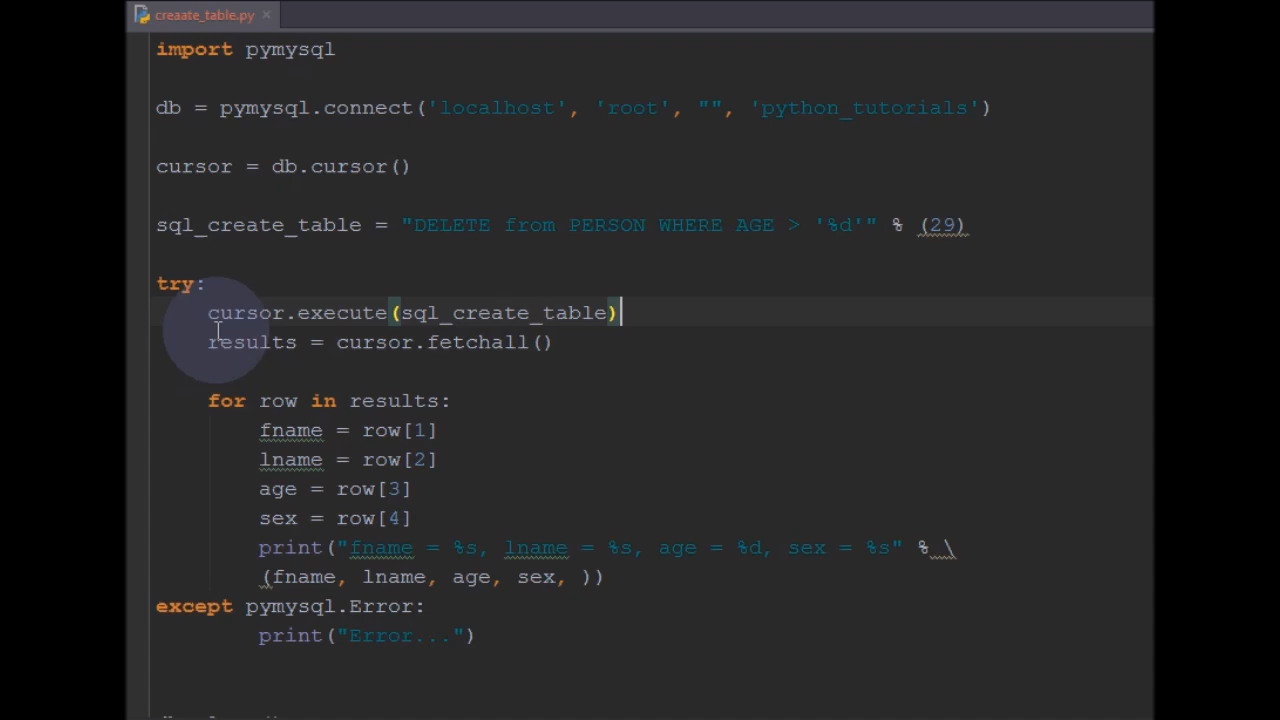 creaate_table.py ×
import pymysql
db = pymysql.connect('localhost', 'root', "", 'python_tutorials')
cursor = db.cursor()
sql_create_table = "DELETE from PERSON WHERE AGE > '%d'" % (29)
try:
cursor.execute(sql_create_table)
results = cursor.fetchall()
for row in results:
fname = row[1]
lname = row[2]
age = row[3]
sex = row[4]
print("fname = %s, lname = %s, age = %d, sex = %s" % \
(fname, lname, age, sex, ))
except pymysql.Error:
print("Error...")